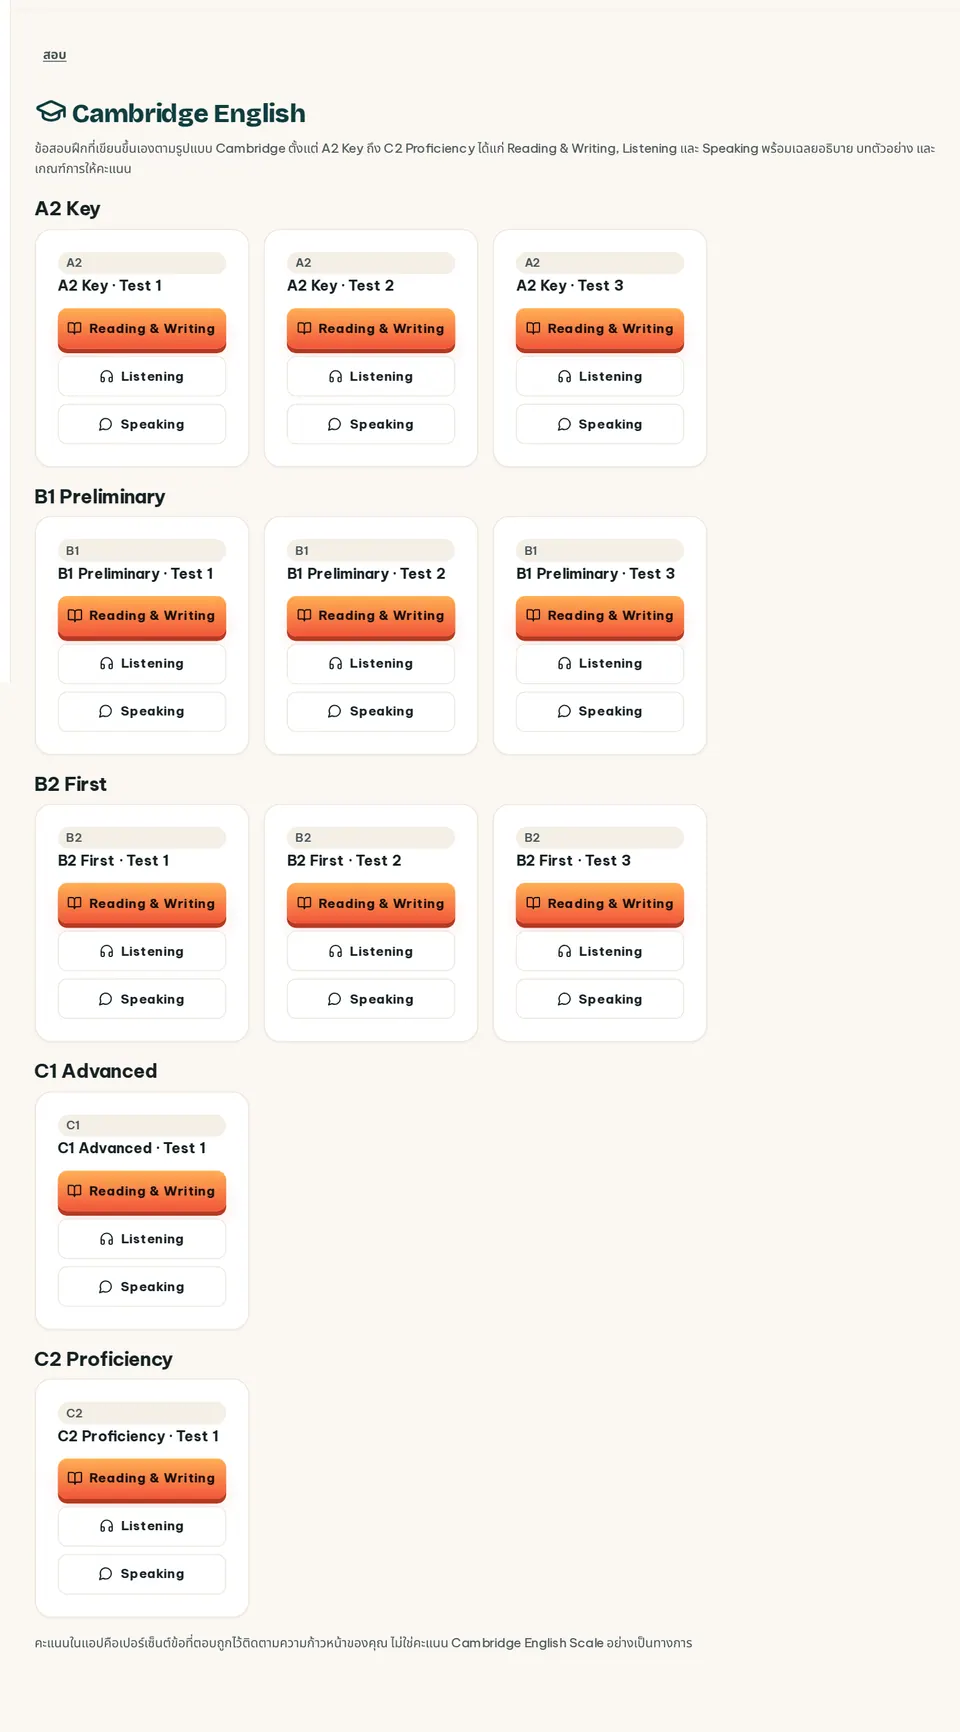 สอบ
Cambridge English
ข้อสอบฝึกที่เขียนขึ้นเองตามรูปแบบ Cambridge ตั้งแต่ A2 Key ถึง C2 Proficiency ได้แก่ Reading & Writing, Listening และ Speaking พร้อมเฉลยอธิบาย บทตัวอย่าง และ
เกณฑ์การให้คะแนน
A2 Key
A2 A2 A2
A2 Key · Test 1 A2 Key · Test 2 A2 Key · Test 3
Reading & Writing Reading & Writing Reading & Writing
Listening Listening Listening
Speaking Speaking Speaking
B1 Preliminary
B1 B1 B1
B1 Preliminary · Test 1 B1 Preliminary · Test 2 B1 Preliminary · Test 3
Reading & Writing Reading & Writing Reading & Writing
Listening Listening Listening
Speaking Speaking Speaking
B2 First
B2 B2 B2
B2 First · Test 1 B2 First · Test 2 B2 First · Test 3
Reading & Writing Reading & Writing Reading & Writing
Listening Listening Listening
Speaking Speaking Speaking
C1 Advanced
C1
C1 Advanced · Test 1
Reading & Writing
Listening
Speaking
C2 Proficiency
C2
C2 Proficiency · Test 1
Reading & Writing
Listening
Speaking
คะแนนในแอปคือเปอร์เซ็นต์ข้อที่ตอบถูกไว้ติดตามความก้าวหน้าของคุณ ไม่ใช่คะแนน Cambridge English Scale อย่างเป็นทางการ